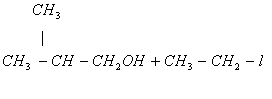 CH₃
|
CH₃ – CH – CH₂OH + CH₃ – CH₂ – l